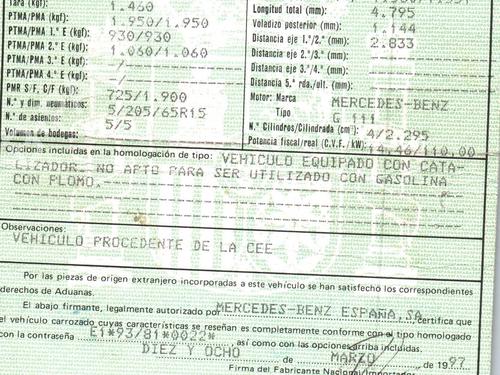 Tara (kgf): 1.460 Longitud total (mm): 4.795
PTMA/PMA (kgf): 1.950/1.950 Voladizo posterior (mm): 1.144
PTMA/PMA 1.º E (kgf): 930/930 Distancia eje 1.º/2.º (mm): 2.833
PTMA/PMA 2.º E (kgf): 1.060/1.060 Distancia eje 2.º/3.º (mm):
PTMA/PMA 3.º E (kgf): -/- Distancia eje 3.º/4.º (mm):
PTMA/PMA 4.º E (kgf): -/- Distancia 5.ª rda./ult. (mm):
PMR S/F, C/F (kgf): 725/1.900 Motor: Marca MERCEDES-BENZ
N.º y dim. neumáticos: 5/205/65R15 Tipo G 111
N.º de asientos: 5/5 N.º Cilindros/Cilindrada (cm³): 4/2.295
Volumen de bodegas: Potencia fiscal/real (C.V.F. / kW): 14.46/110.00
Opciones incluidas en la homologación de tipo: VEHICULO EQUIPADO CON CATA-
LIZADOR. NO APTO PARA SER UTILIZADO CON GASOLINA
CON PLOMO.
Observaciones:
VEHICULO PROCEDENTE DE LA CEE
Por las piezas de origen extranjero incorporadas a este vehículo se han satisfecho los correspondientes
derechos de Aduanas.
El abajo firmante, legalmente autorizado por MERCEDES-BENZ ESPAÑA,SA certifica que
el vehículo carrozado cuyas características se reseñan es completamente conforme con el tipo homologado
con la contraseña E1*93/81*0022* , así como con las opciones arriba incluidas.
DIEZ Y OCHO de MARZO de 1997
Firma del Fabricante Nacional/Importador